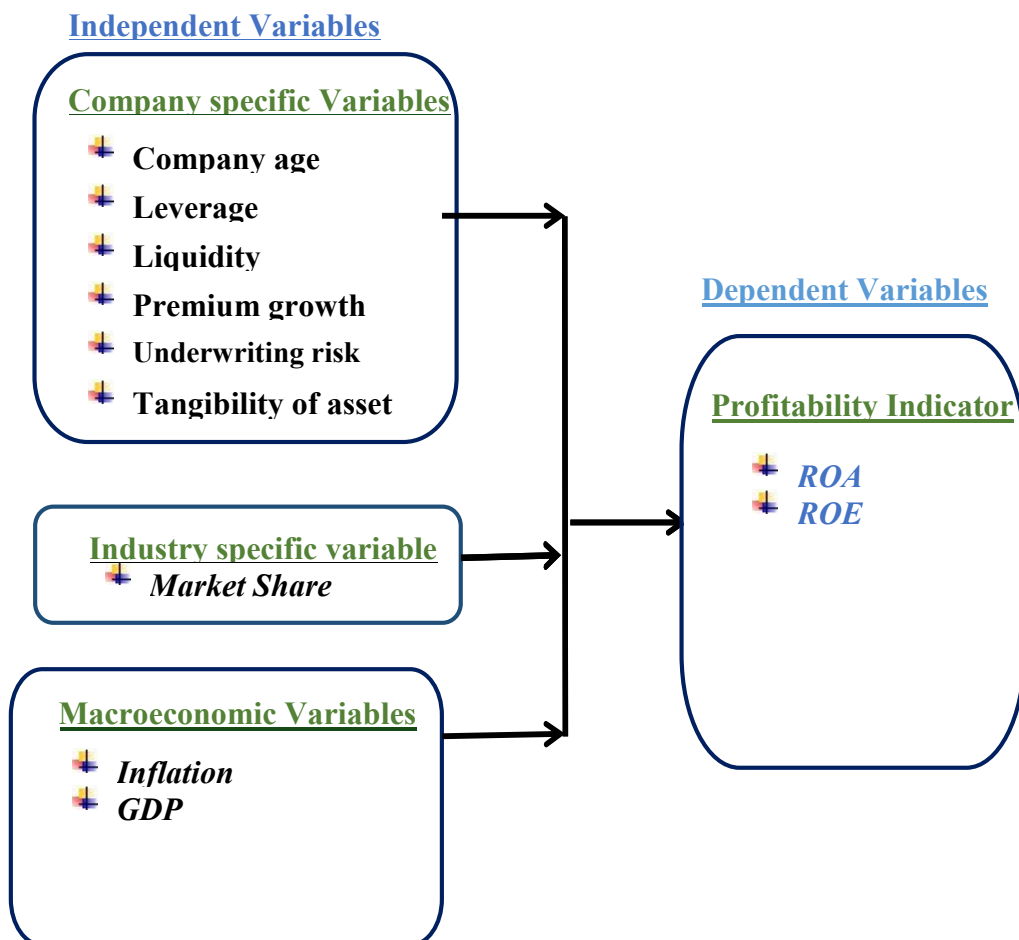 Independent Variables
Company specific Variables
Company age
Leverage
Liquidity
Premium growth
Underwriting risk
Tangibility of asset
Industry specific variable
Market Share
Macroeconomic Variables
Inflation
GDP
Dependent Variables
Profitability Indicator
ROA
ROE